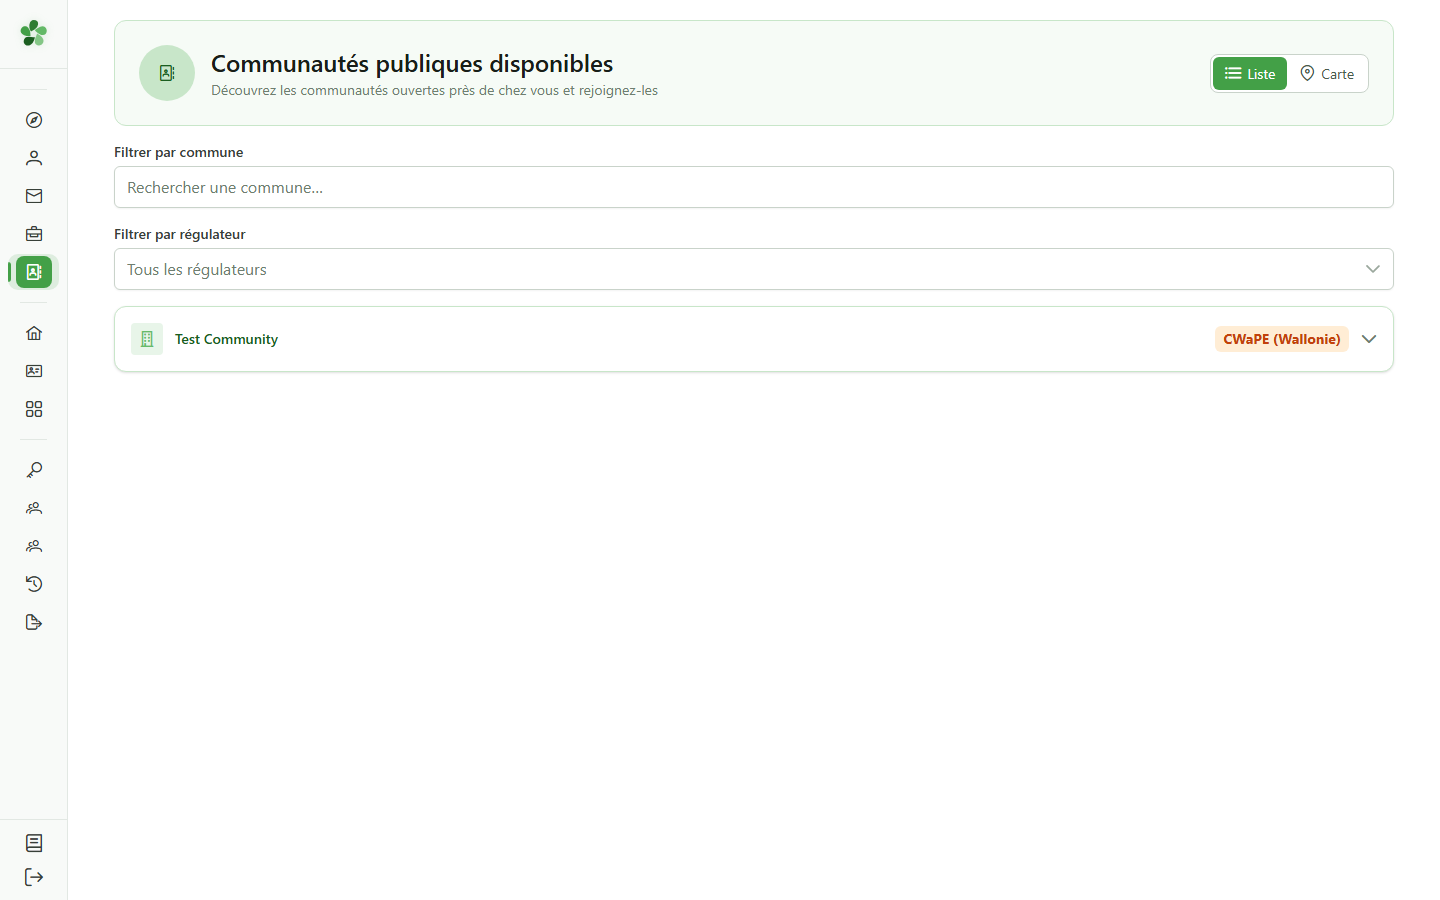 Communautés publiques disponibles
Découvrez les communautés ouvertes près de chez vous et rejoignez-les
Liste
Carte
Filtrer par commune
Rechercher une commune...
Filtrer par régulateur
Tous les régulateurs
Test Community
CWaPE (Wallonie)